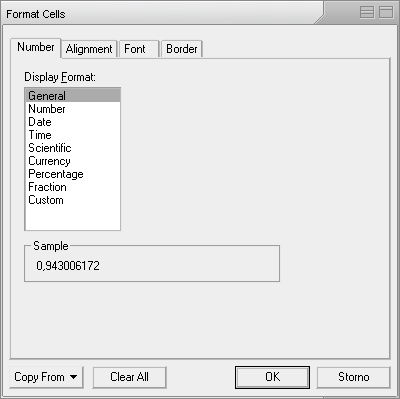 Format Cells
Number Alignment Font Border
Display Format:
General
Number
Date
Time
Scientific
Currency
Percentage
Fraction
Custom
Sample
0,943006172
Copy From Clear All OK Storno